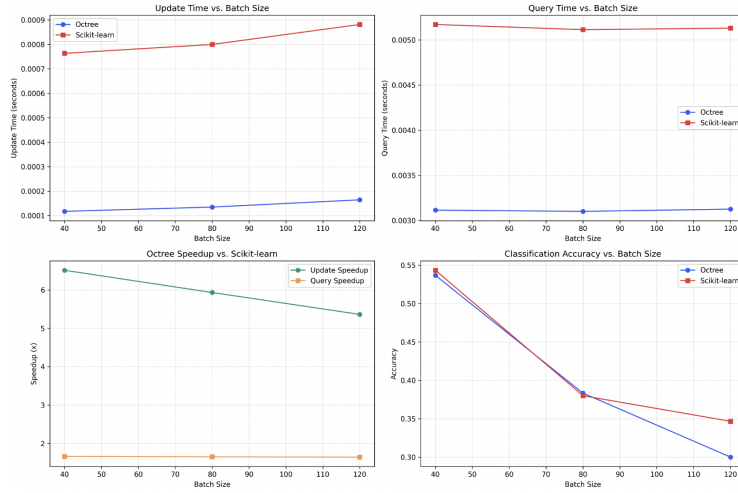 Update Time vs. Batch Size
0.0009
0.0008
0.0007
0.0006
0.0005
0.0004
0.0003
0.0002
0.0001
Update Time (seconds)
Octree
Scikit-learn
40 50 60 70 80 90 100 110 120
Batch Size
Query Time vs. Batch Size
0.0050
0.0045
0.0040
0.0035
0.0030
Query Time (seconds)
Octree
Scikit-learn
40 50 60 70 80 90 100 110 120
Batch Size
Octree Speedup vs. Scikit-learn
6
5
4
3
2
Speedup (x)
Update Speedup
Query Speedup
40 50 60 70 80 90 100 110 120
Batch Size
Classification Accuracy vs. Batch Size
0.55
0.50
0.45
0.40
0.35
0.30
Accuracy
Octree
Scikit-learn
40 50 60 70 80 90 100 110 120
Batch Size